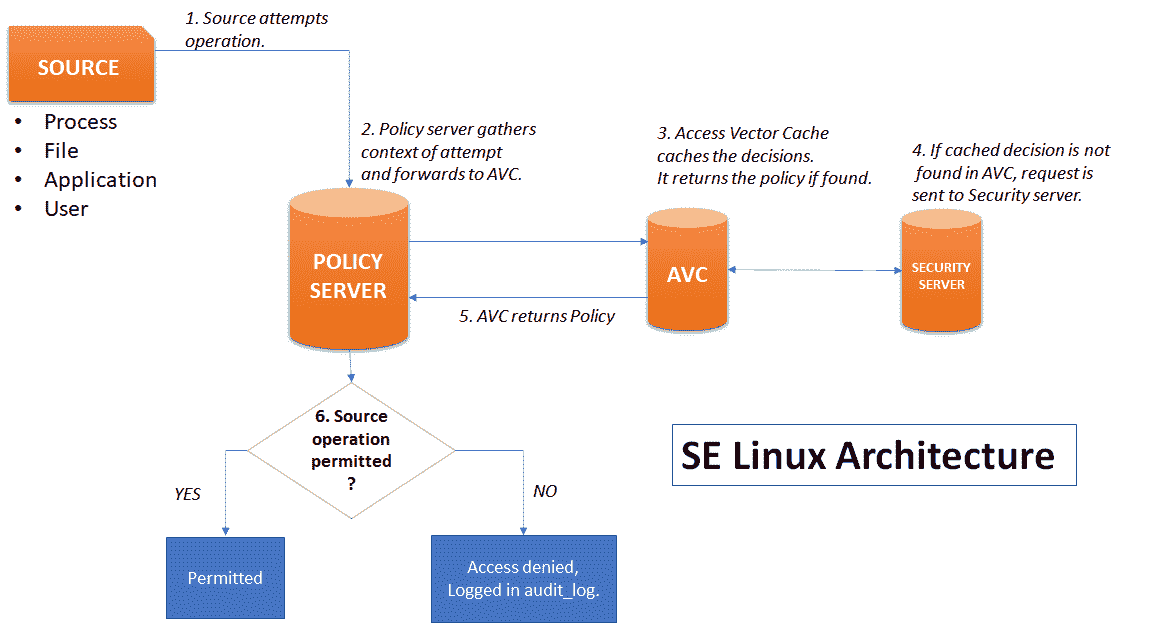 1. Source attempts
operation.
SOURCE
• Process
• File
• Application
• User
2. Policy server gathers
context of attempt
and forwards to AVC.
3. Access Vector Cache
caches the decisions.
It returns the policy if found.
4. If cached decision is not
found in AVC, request is
sent to Security server.
POLICY
SERVER
AVC
SECURITY
SERVER
5. AVC returns Policy
6. Source
operation
permitted
?
SE Linux Architecture
YES
NO
Permitted
Access denied,
Logged in audit_log.